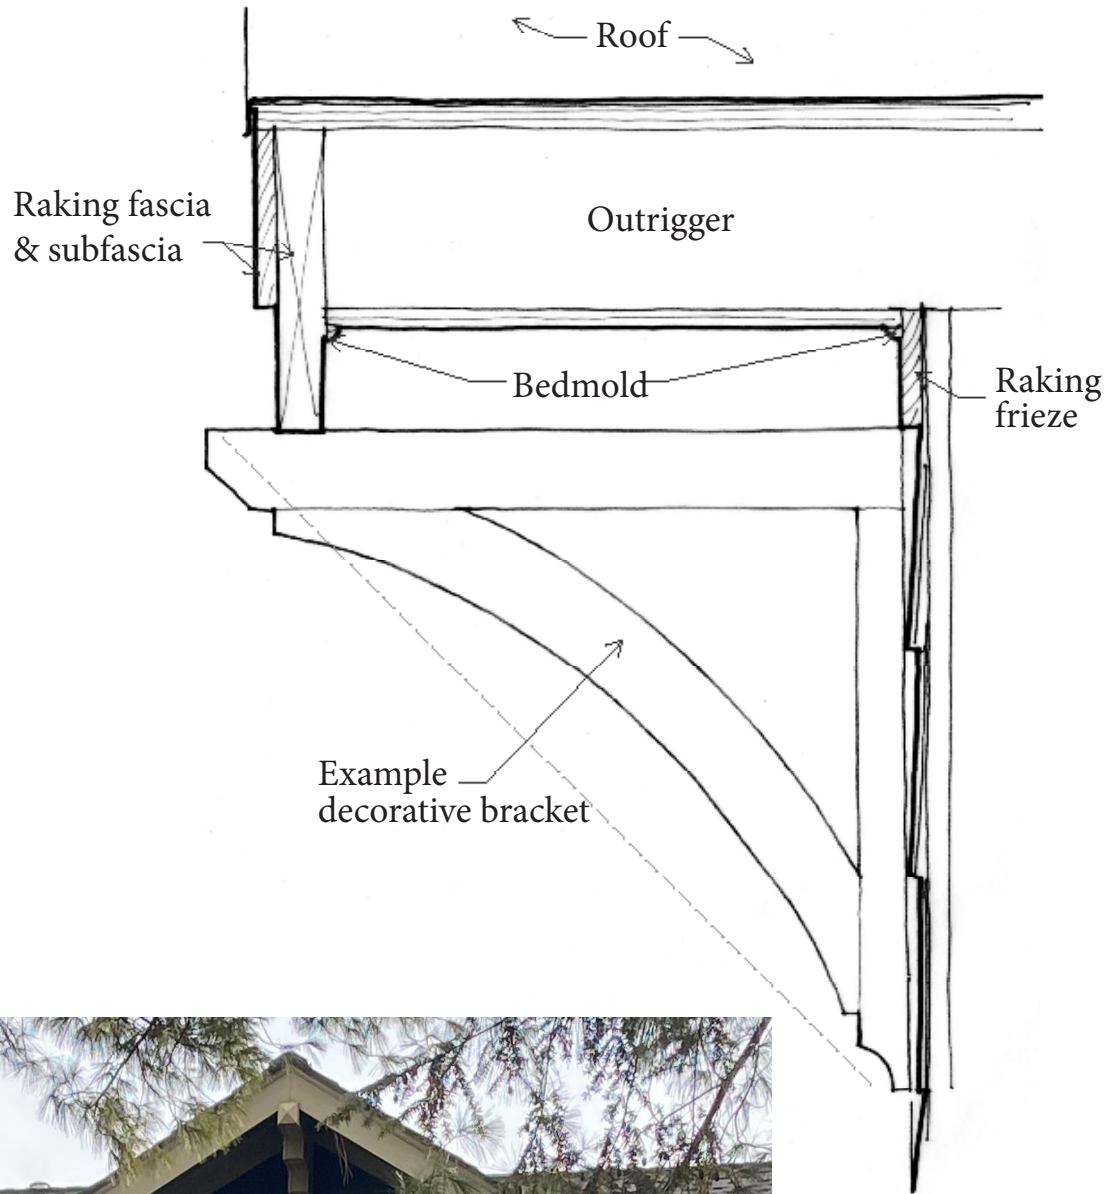 Roof
Raking fascia
& subfascia
Outrigger
Bedmold
Raking
frieze
Example
decorative bracket